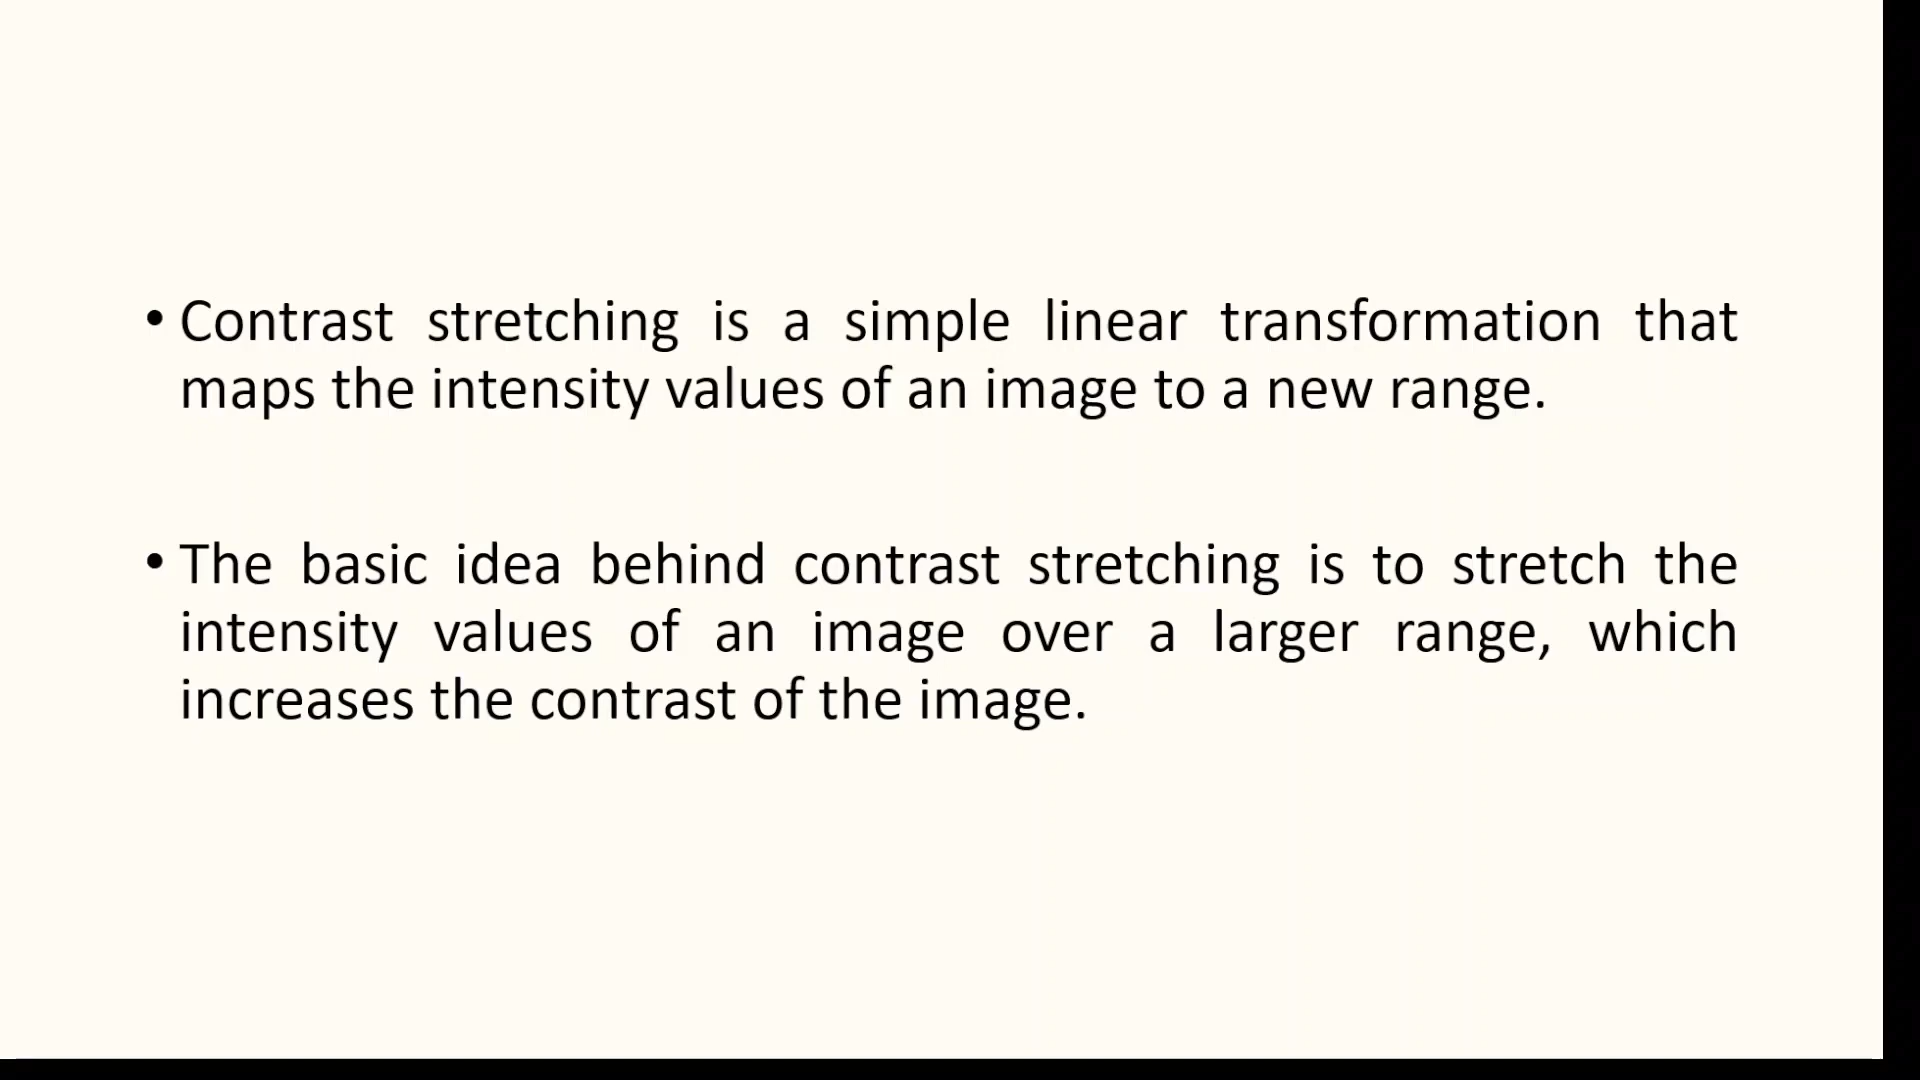 • Contrast stretching is a simple linear transformation that
maps the intensity values of an image to a new range.
• The basic idea behind contrast stretching is to stretch the
intensity values of an image over a larger range, which
increases the contrast of the image.